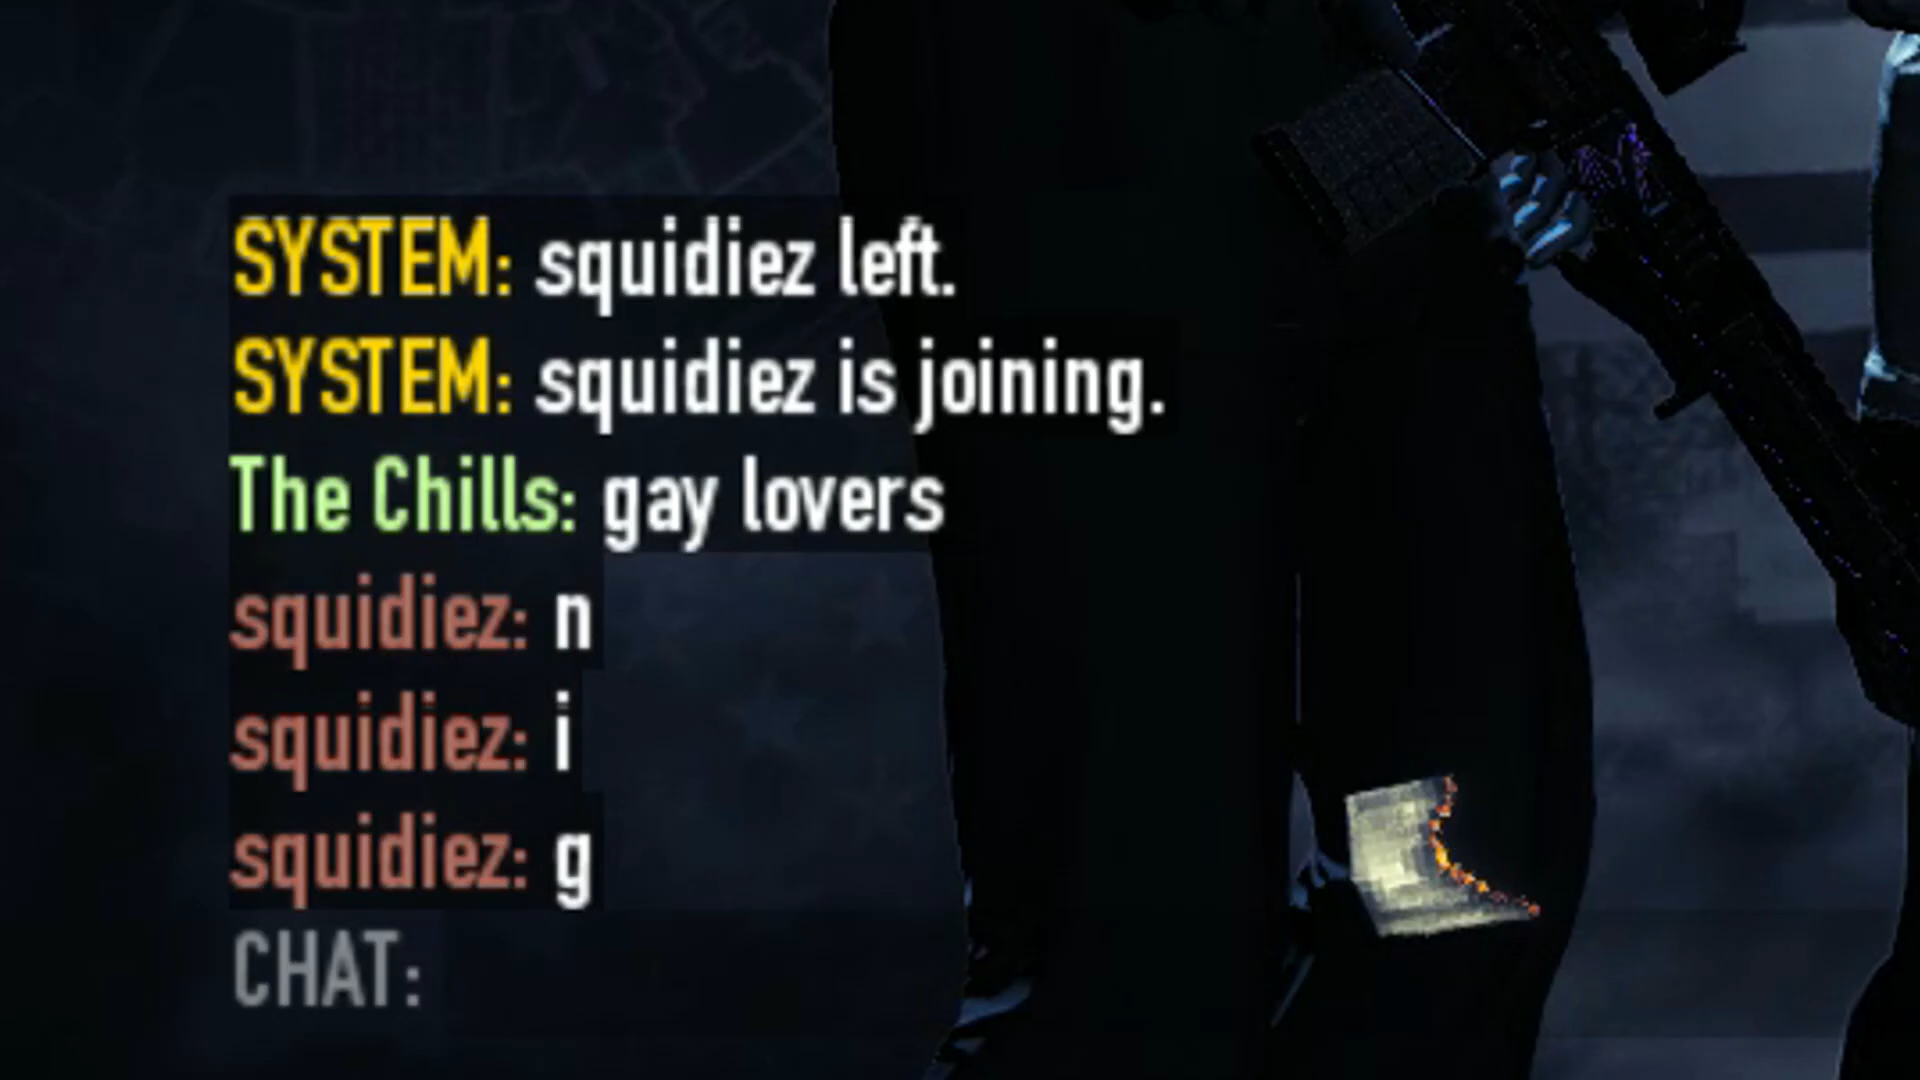 SYSTEM: squidiez left.
SYSTEM: squidiez is joining.
The Chills: gay lovers
squidiez: n
squidiez: i
squidiez: g
CHAT: